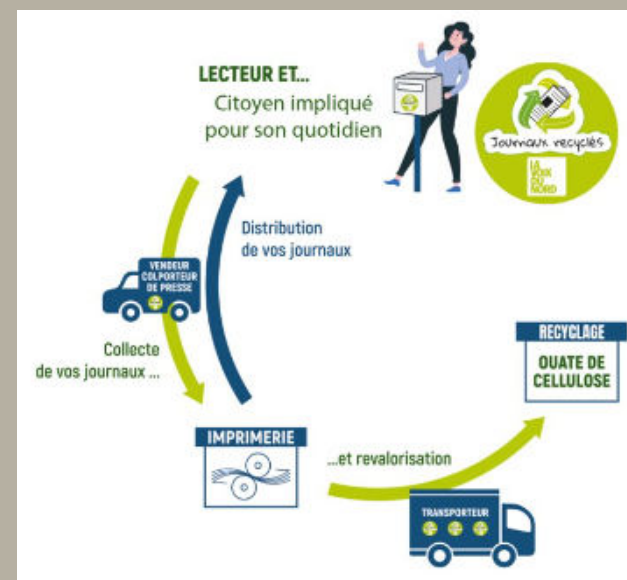 LECTEUR ET...
Citoyen impliqué
pour son quotidien
Journaux recyclés
LA
VOIX
DU
NORD
Distribution
de vos journaux
VENDEUR
COLPORTEUR
DE PRESSE
Collecte
de vos journaux ...
RECYCLAGE
OUATE DE
CELLULOSE
IMPRIMERIE
...et revalorisation
TRANSPORTEUR